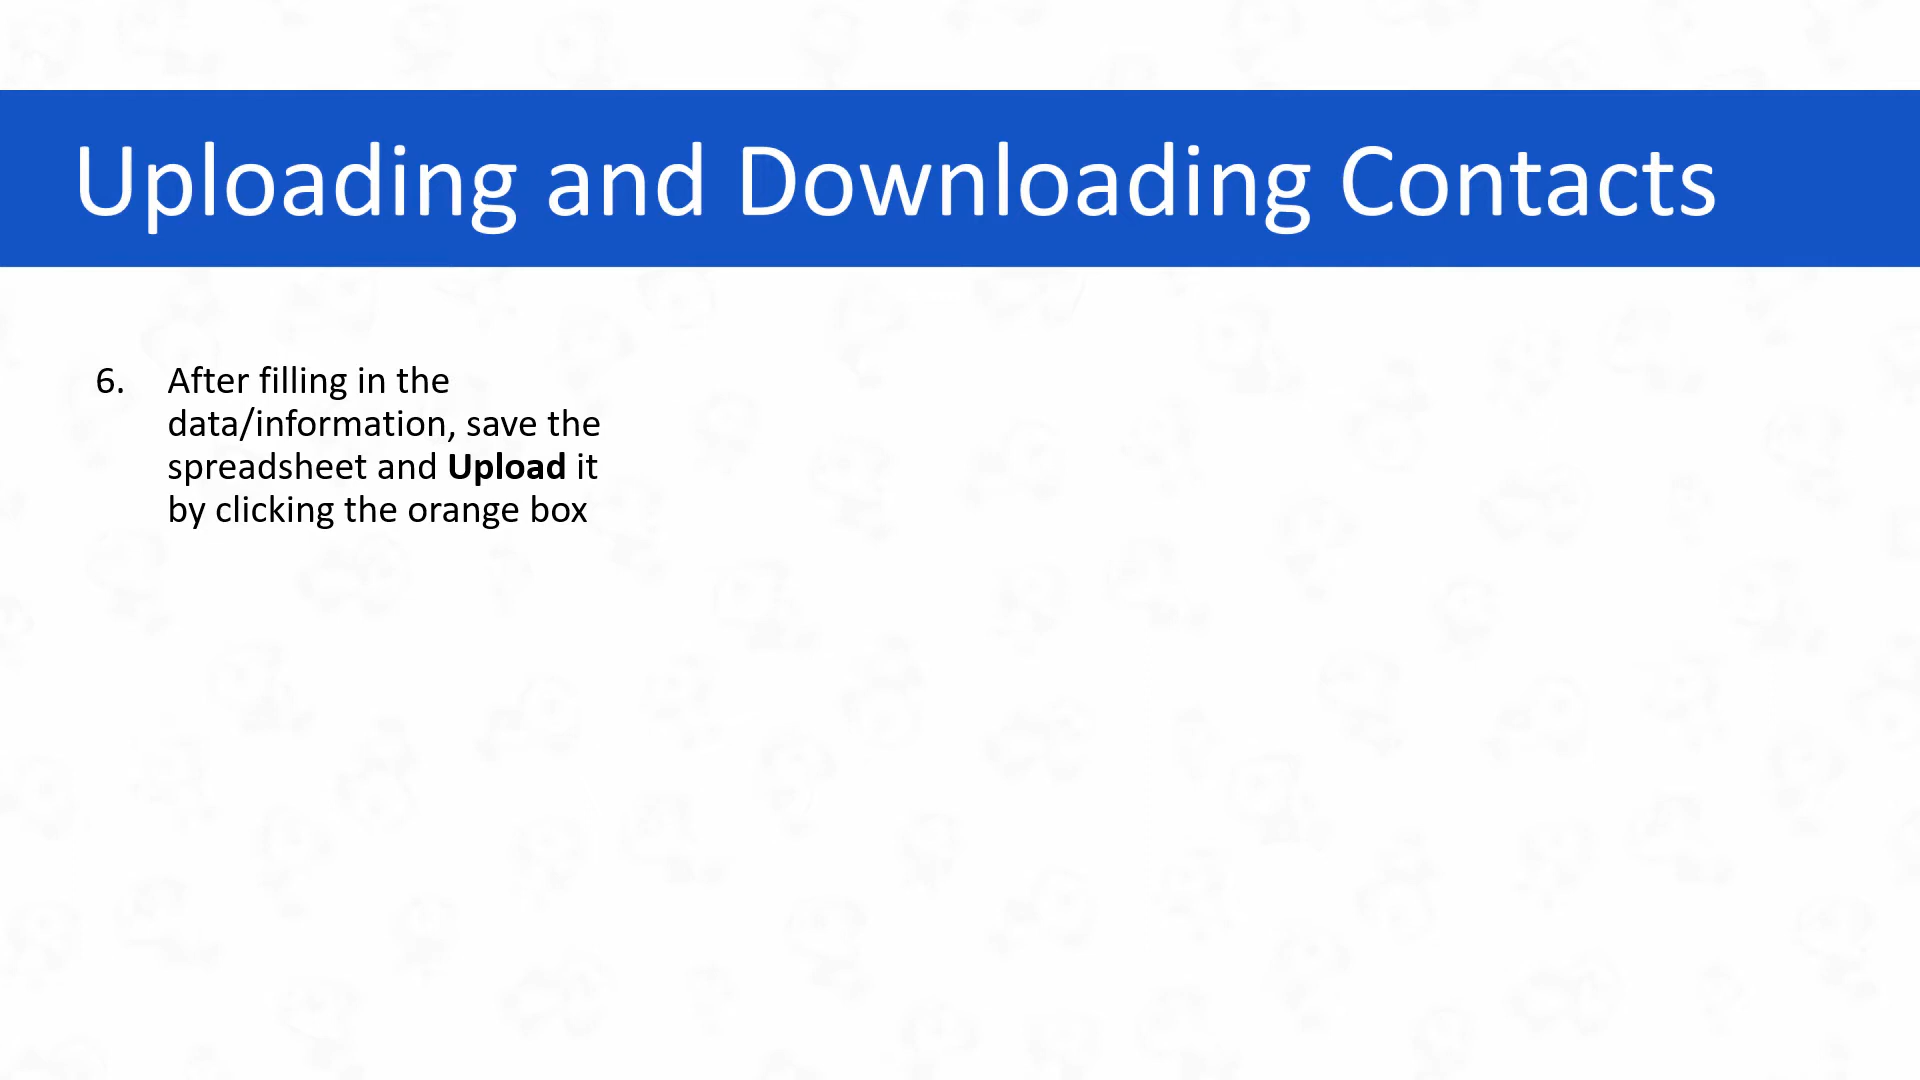 Uploading and Downloading Contacts
6. After filling in the
data/information, save the
spreadsheet and Upload it
by clicking the orange box